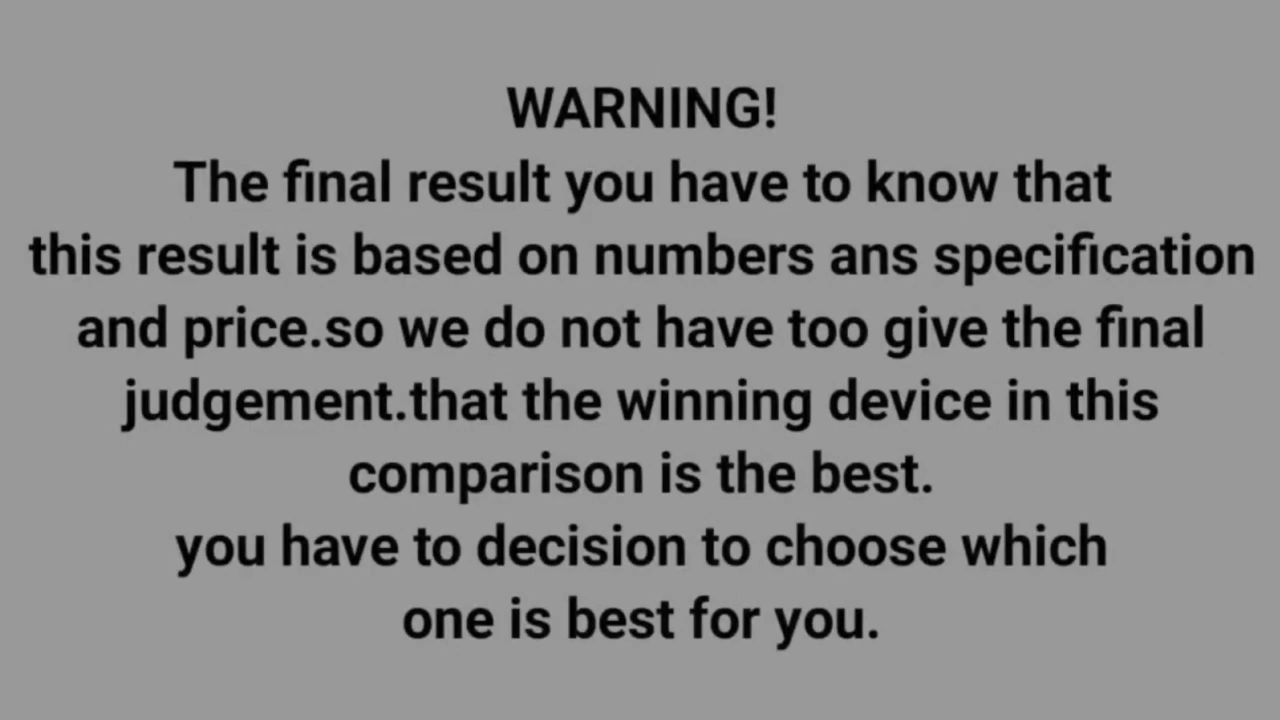 WARNING!
The final result you have to know that
this result is based on numbers ans specification
and price.so we do not have too give the final
judgement.that the winning device in this
comparison is the best.
you have to decision to choose which
one is best for you.